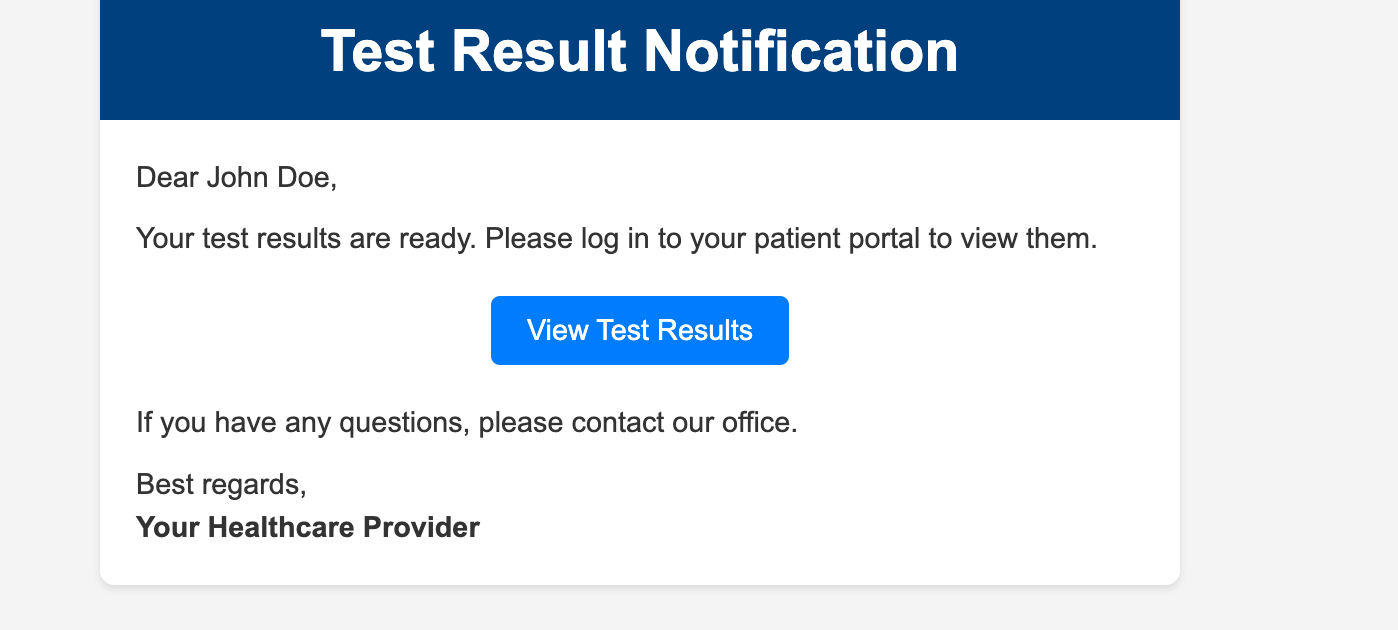 Test Result Notification
Dear John Doe,
Your test results are ready. Please log in to your patient portal to view them.
View Test Results
If you have any questions, please contact our office.
Best regards,
Your Healthcare Provider